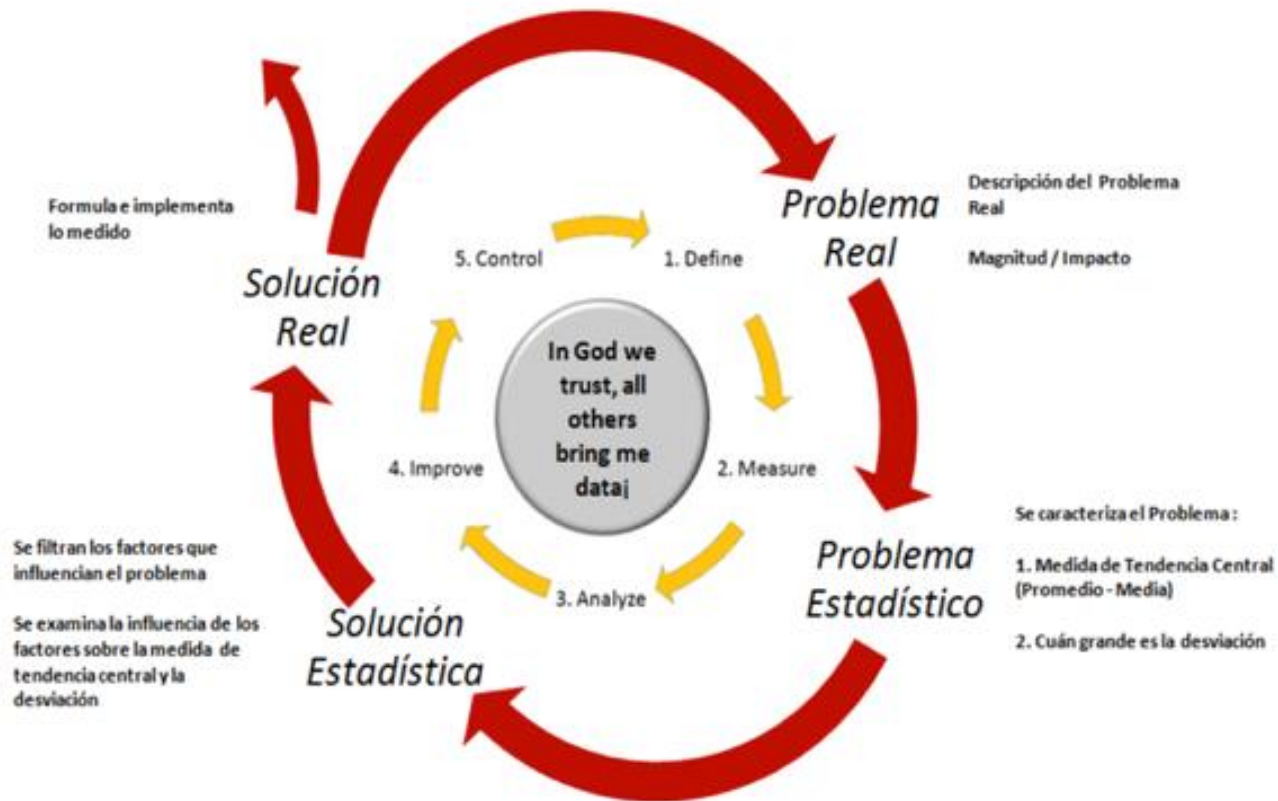 Problema
Real
Descripción del Problema
Real
Magnitud / Impacto
Formula e implementa
lo medido
Solución
Real
5. Control
1. Define
In God we
trust, all
others
bring me
data¡
4. Improve
2. Measure
3. Analyze
Problema
Estadístico
Se caracteriza el Problema :
1. Medida de Tendencia Central
(Promedio - Media)
2. Cuán grande es la desviación
Solución
Estadística
Se filtran los factores que
influencian el problema
Se examina la influencia de los
factores sobre la medida de
tendencia central y la
desviación